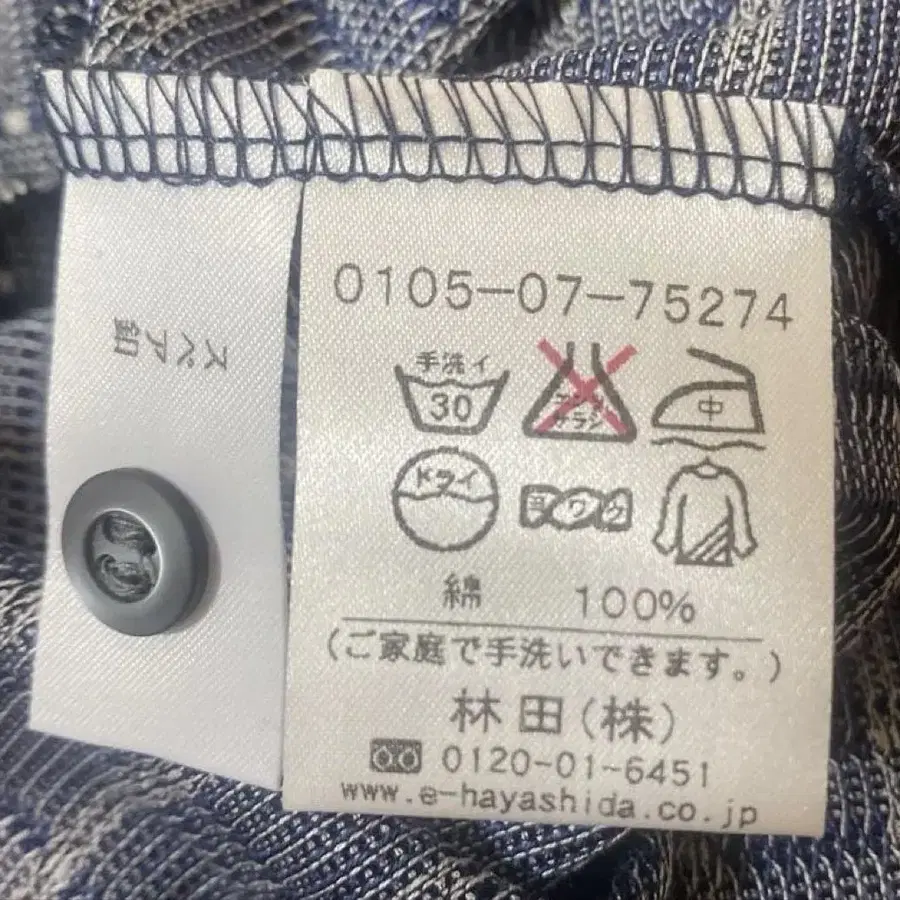 スペア釦
0105-07-75274
手洗イ
30
エンソ
サラシ
中
ドライ
ヨワク
綿 100%
(ご家庭で手洗いできます。)
林田(株)
0120-01-6451
www.e-hayashida.co.jp